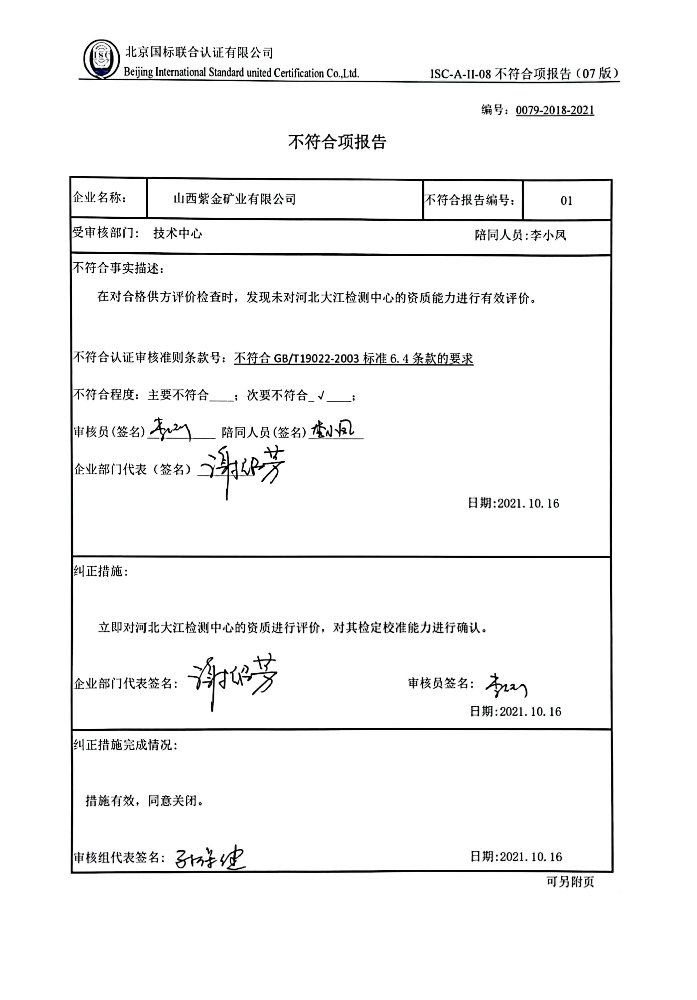 ISC
北京国标联合认证有限公司
Beijing International Standard united Certification Co.,Ltd.
ISC-A-II-08 不符合项报告（07 版）
编号：0079-2018-2021
不符合项报告
企业名称： 山西紫金矿业有限公司 不符合报告编号： 01
受审核部门： 技术中心 陪同人员:李小凤
不符合事实描述：
在对合格供方评价检查时，发现未对河北大江检测中心的资质能力进行有效评价。
不符合认证审核准则条款号：不符合 GB/T19022-2003 标准 6.4 条款的要求
不符合程度：主要不符合____；次要不符合_√____；
审核员(签名) 陪同人员(签名) 李小凤
企业部门代表（签名）谢绍芳
日期:2021.10.16
纠正措施：
立即对河北大江检测中心的资质进行评价，对其检定校准能力进行确认。
企业部门代表签名：谢绍芳 审核员签名：
日期:2021.10.16
纠正措施完成情况：
措施有效，同意关闭。
审核组代表签名： 日期:2021.10.16
可另附页